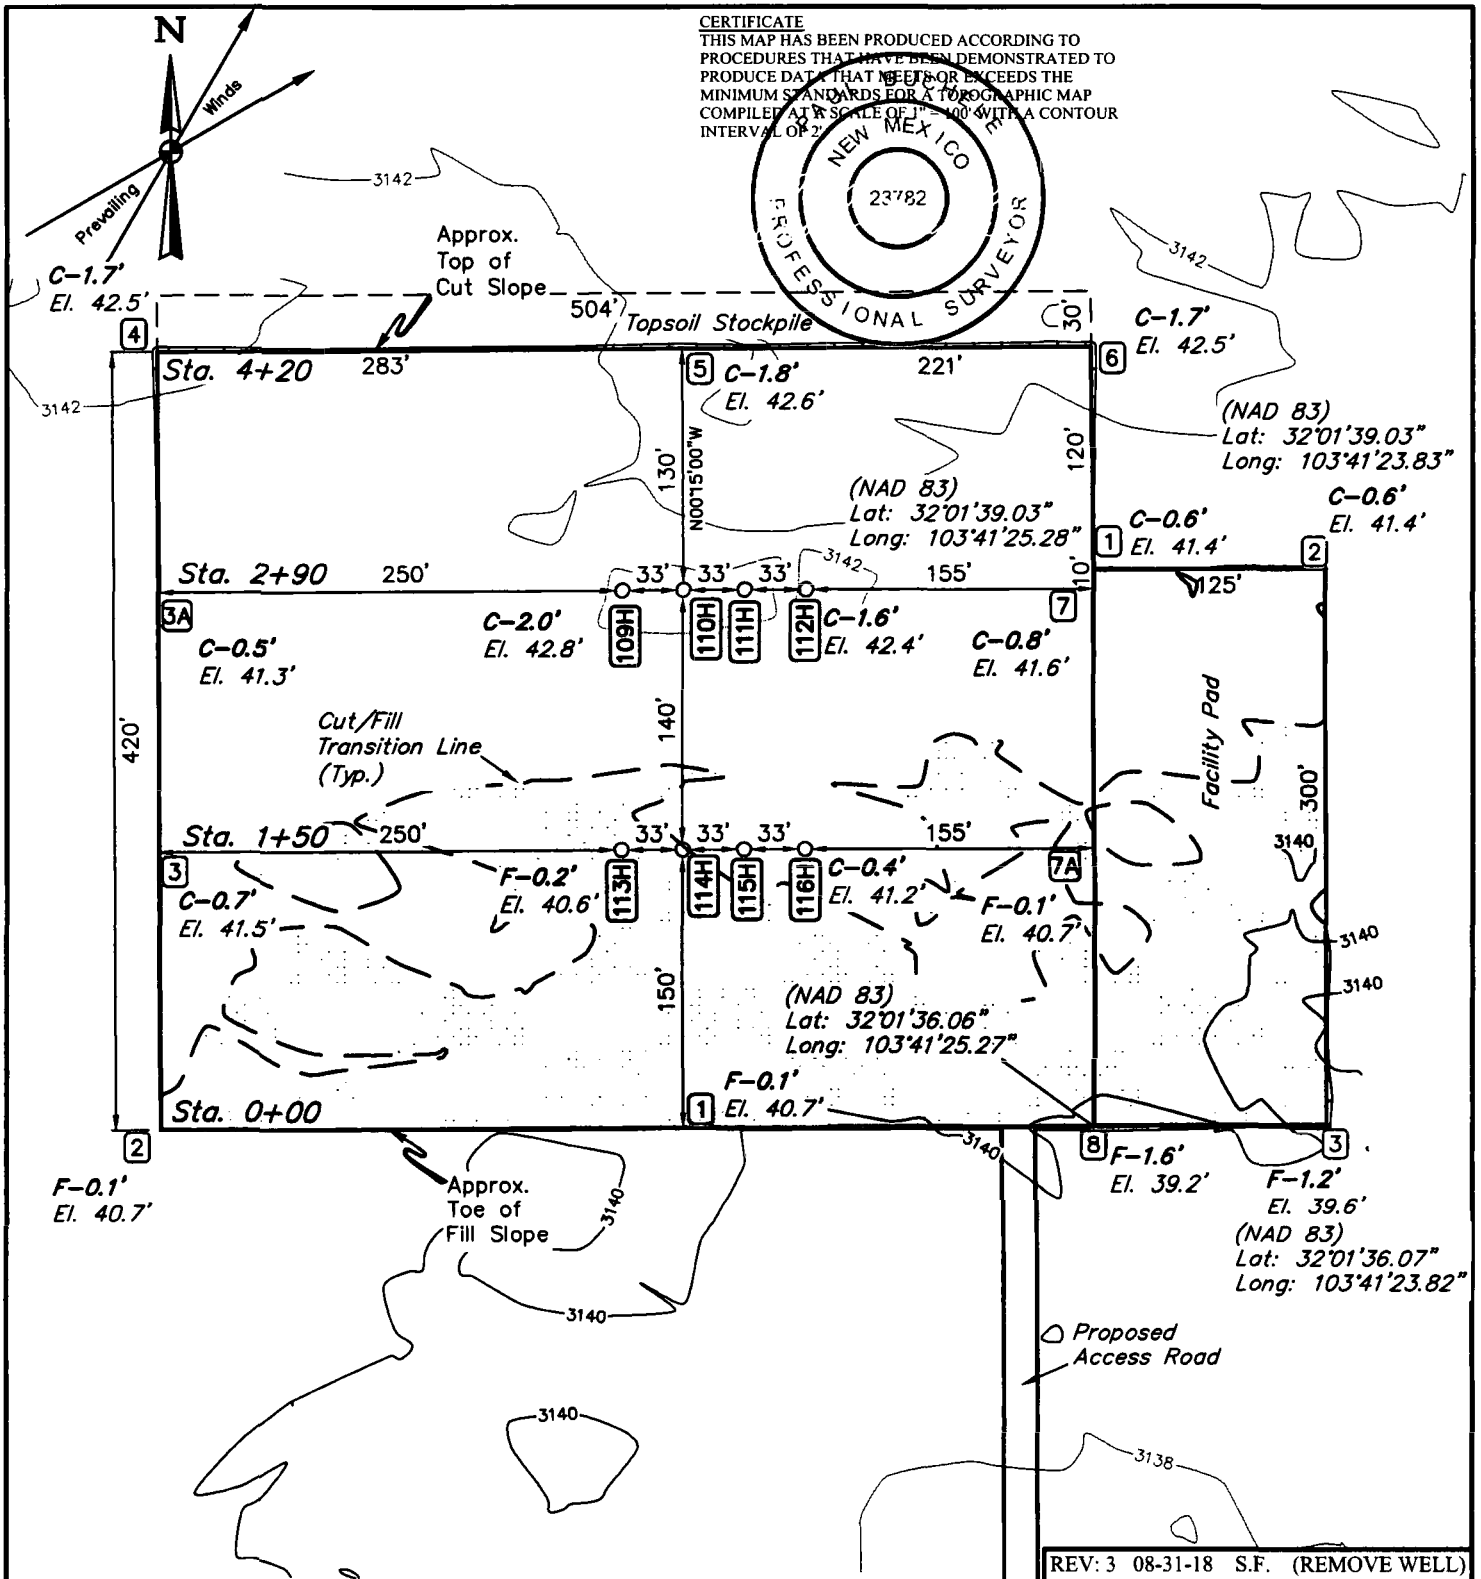 CERTIFICATE
THIS MAP HAS BEEN PRODUCED ACCORDING TO
PROCEDURES THAT HAVE BEEN DEMONSTRATED TO
PRODUCE DATA THAT MEETS OR EXCEEDS THE
MINIMUM STANDARDS FOR A TOPOGRAPHIC MAP
COMPILED AT A SCALE OF 1" = 100' WITH A CONTOUR
INTERVAL OF 2'.
PAUL BUCHELE
NEW MEXICO
23782
PROFESSIONAL SURVEYOR
N
Winds
Prevailing
3142
3142
Approx.
Top of
Cut Slope
C-1.7'
El. 42.5'
4
504'
Topsoil Stockpile
30'
C-1.7'
El. 42.5'
6
Sta. 4+20
283'
5
C-1.8'
El. 42.6'
221'
3142
(NAD 83)
Lat: 32°01'39.03"
Long: 103°41'23.83"
130'
N00°15'00"W
120'
(NAD 83)
Lat: 32°01'39.03"
Long: 103°41'25.28"
C-0.6'
El. 41.4'
1
C-0.6'
El. 41.4'
2
3142
10'
125'
Sta. 2+90
250'
33'
33'
33'
155'
3A
7
C-0.5'
El. 41.3'
C-2.0'
El. 42.8'
109H
110H
111H
112H
C-1.6'
El. 42.4'
C-0.8'
El. 41.6'
Facility Pad
420'
140'
Cut/Fill
Transition Line
(Typ.)
300'
Sta. 1+50
250'
33'
33'
33'
155'
3140
3
7A
C-0.7'
El. 41.5'
F-0.2'
El. 40.6'
113H
114H
115H
116H
C-0.4'
El. 41.2'
F-0.1'
El. 40.7'
3140
3140
150'
(NAD 83)
Lat: 32°01'36.06"
Long: 103°41'25.27"
Sta. 0+00
1
F-0.1'
El. 40.7'
2
F-0.1'
El. 40.7'
3140
8
F-1.6'
El. 39.2'
3
F-1.2'
El. 39.6'
(NAD 83)
Lat: 32°01'36.07"
Long: 103°41'23.82"
Approx.
Toe of
Fill Slope
3140
3140
Proposed
Access Road
3140
3138
REV: 3 08-31-18 S.F. (REMOVE WELL)